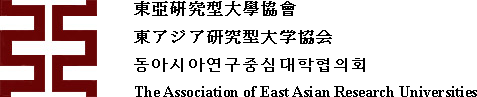 東亞研究型大學協會
東アジア研究型大学協会
동아시아연구중심대학협의회
The Association of East Asian Research Universities